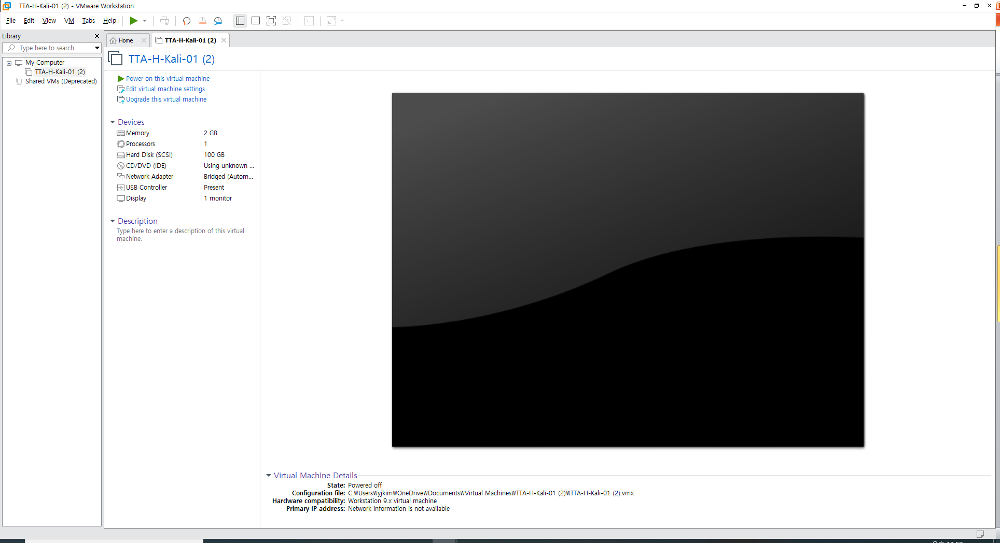 TTA-H-Kali-01 (2) - VMware Workstation
File Edit View VM Tabs Help
Library
Type here to search
My Computer
TTA-H-Kali-01 (2)
Shared VMs (Deprecated)
Home
TTA-H-Kali-01 (2)
TTA-H-Kali-01 (2)
Power on this virtual machine
Edit virtual machine settings
Upgrade this virtual machine
Devices
Memory 2 GB
Processors 1
Hard Disk (SCSI) 100 GB
CD/DVD (IDE) Using unknown ...
Network Adapter Bridged (Autom...
USB Controller Present
Display 1 monitor
Description
Type here to enter a description of this virtual
machine.
Virtual Machine Details
State: Powered off
Configuration file: C:₩Users₩yjkim₩OneDrive₩Documents₩Virtual Machines₩TTA-H-Kali-01 (2)₩TTA-H-Kali-01 (2).vmx
Hardware compatibility: Workstation 9.x virtual machine
Primary IP address: Network information is not available